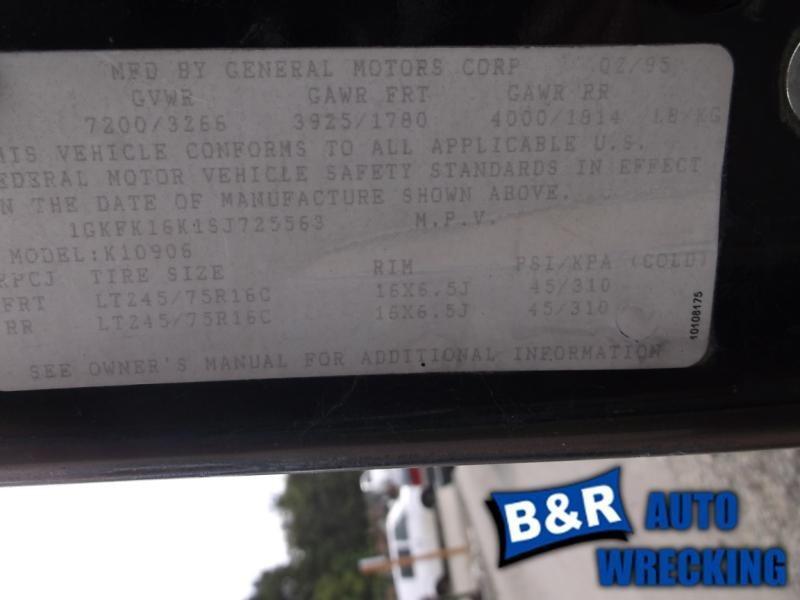 MFD BY GENERAL MOTORS CORP 02/95
GVWR GAWR FRT GAWR RR
7200/3266 3925/1780 4000/1814 LB/KG
HIS VEHICLE CONFORMS TO ALL APPLICABLE U.S.
EDERAL MOTOR VEHICLE SAFETY STANDARDS IN EFFECT
N THE DATE OF MANUFACTURE SHOWN ABOVE.
1GKFK16K1SJ725563 M.P.V.
MODEL:K10906
RPCJ TIRE SIZE RIM PSI/KPA (COLD)
FRT LT245/75R16C 16X6.5J 45/310
RR LT245/75R16C 16X6.5J 45/310
SEE OWNER'S MANUAL FOR ADDITIONAL INFORMATION
10108175
B&R AUTO
WRECKING